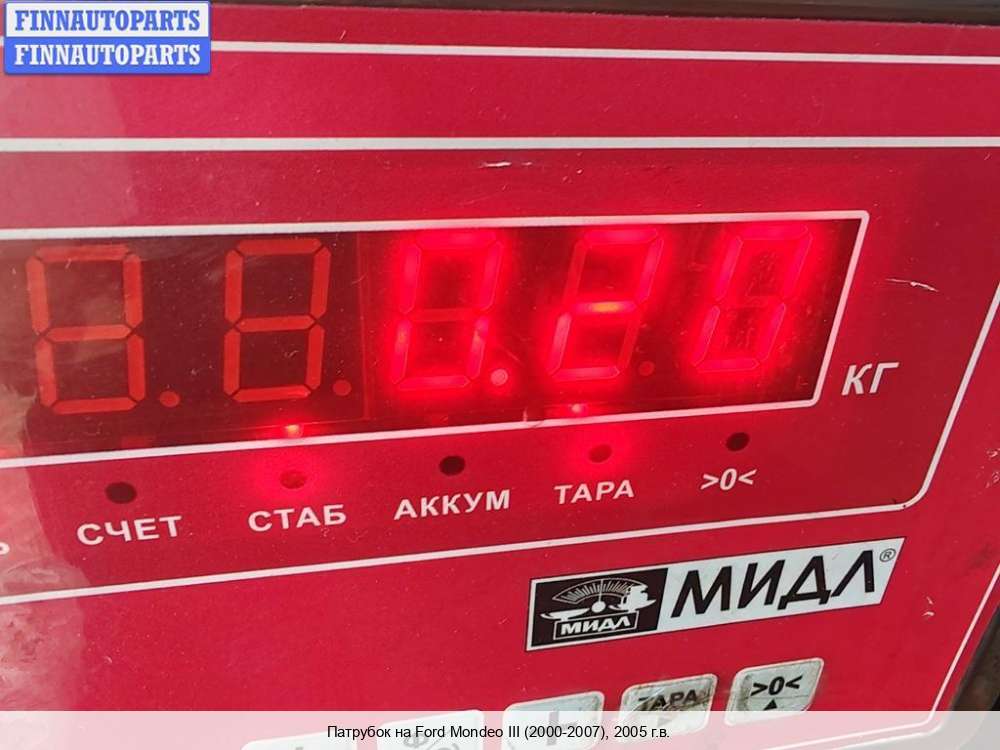 FINNAUTOPARTS
FINNAUTOPARTS
0.20
КГ
СЧЕТ
СТАБ
АККУМ
ТАРА
>0<
МИДЛ
МИДЛ®
ТАРА
>0<
Патрубок на Ford Mondeo III (2000-2007), 2005 г.в.